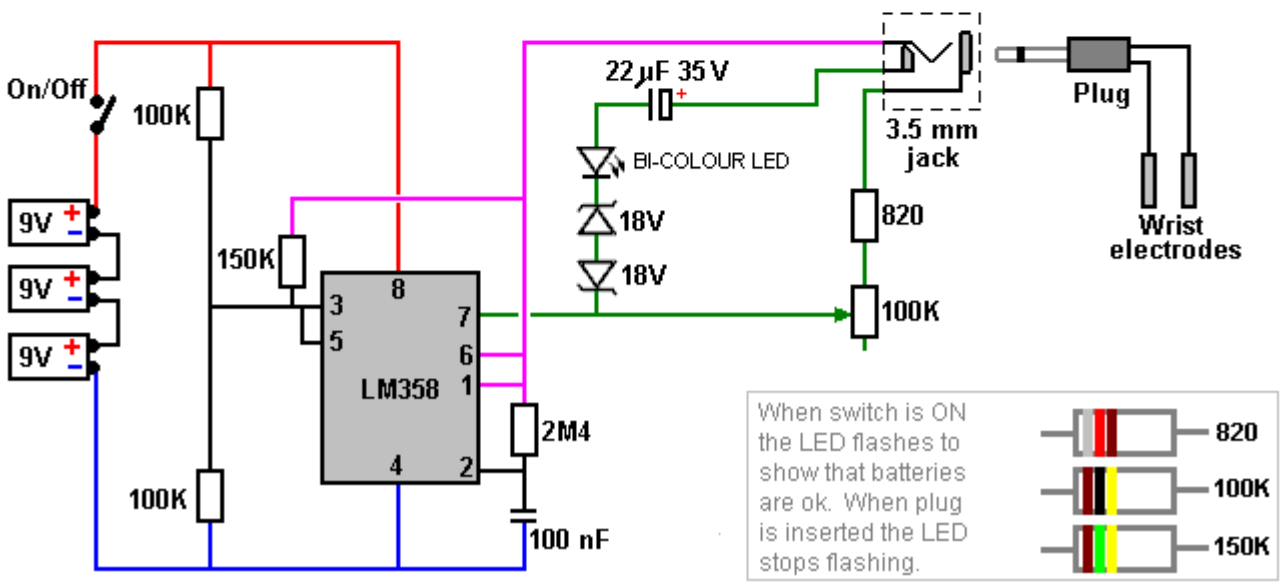 On/Off
100K
9V + −
9V + −
9V + −
150K
100K
3
5
8
7
6
1
LM358
4
2
22 µF 35 V
+
BI-COLOUR LED
18V
18V
2M4
100 nF
3.5 mm
jack
820
100K
Plug
Wrist
electrodes
When switch is ON
the LED flashes to
show that batteries
are ok. When plug
is inserted the LED
stops flashing.
820
100K
150K